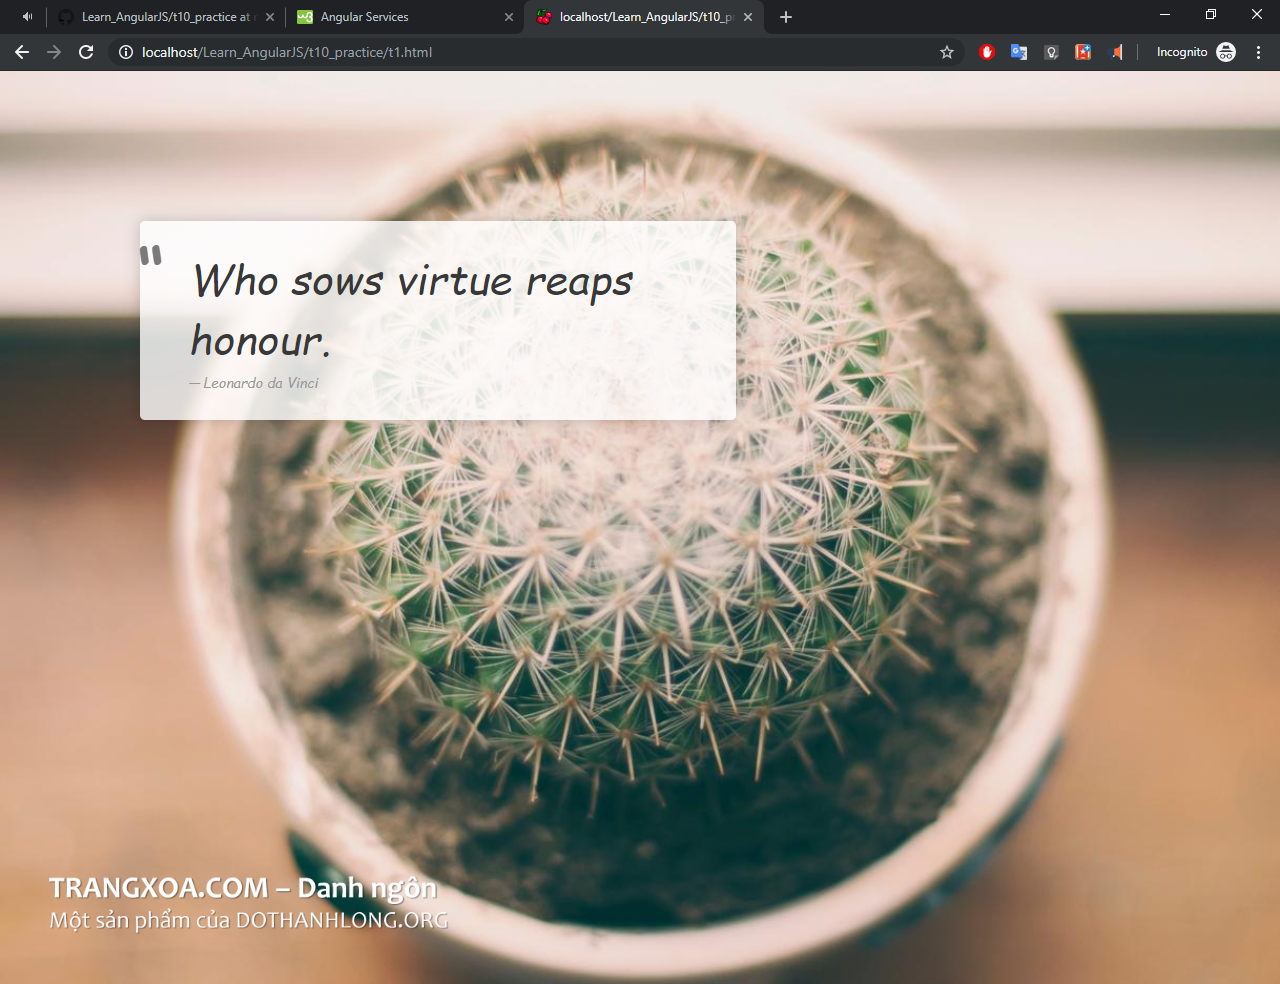 Learn_AngularJS/t10_practice at
Angular Services
localhost/Learn_AngularJS/t10_pr
localhost/Learn_AngularJS/t10_practice/t1.html
Incognito
"
Who sows virtue reaps
honour.
— Leonardo da Vinci
TRANGXOA.COM – Danh ngôn
Một sản phẩm của DOTHANHLONG.ORG